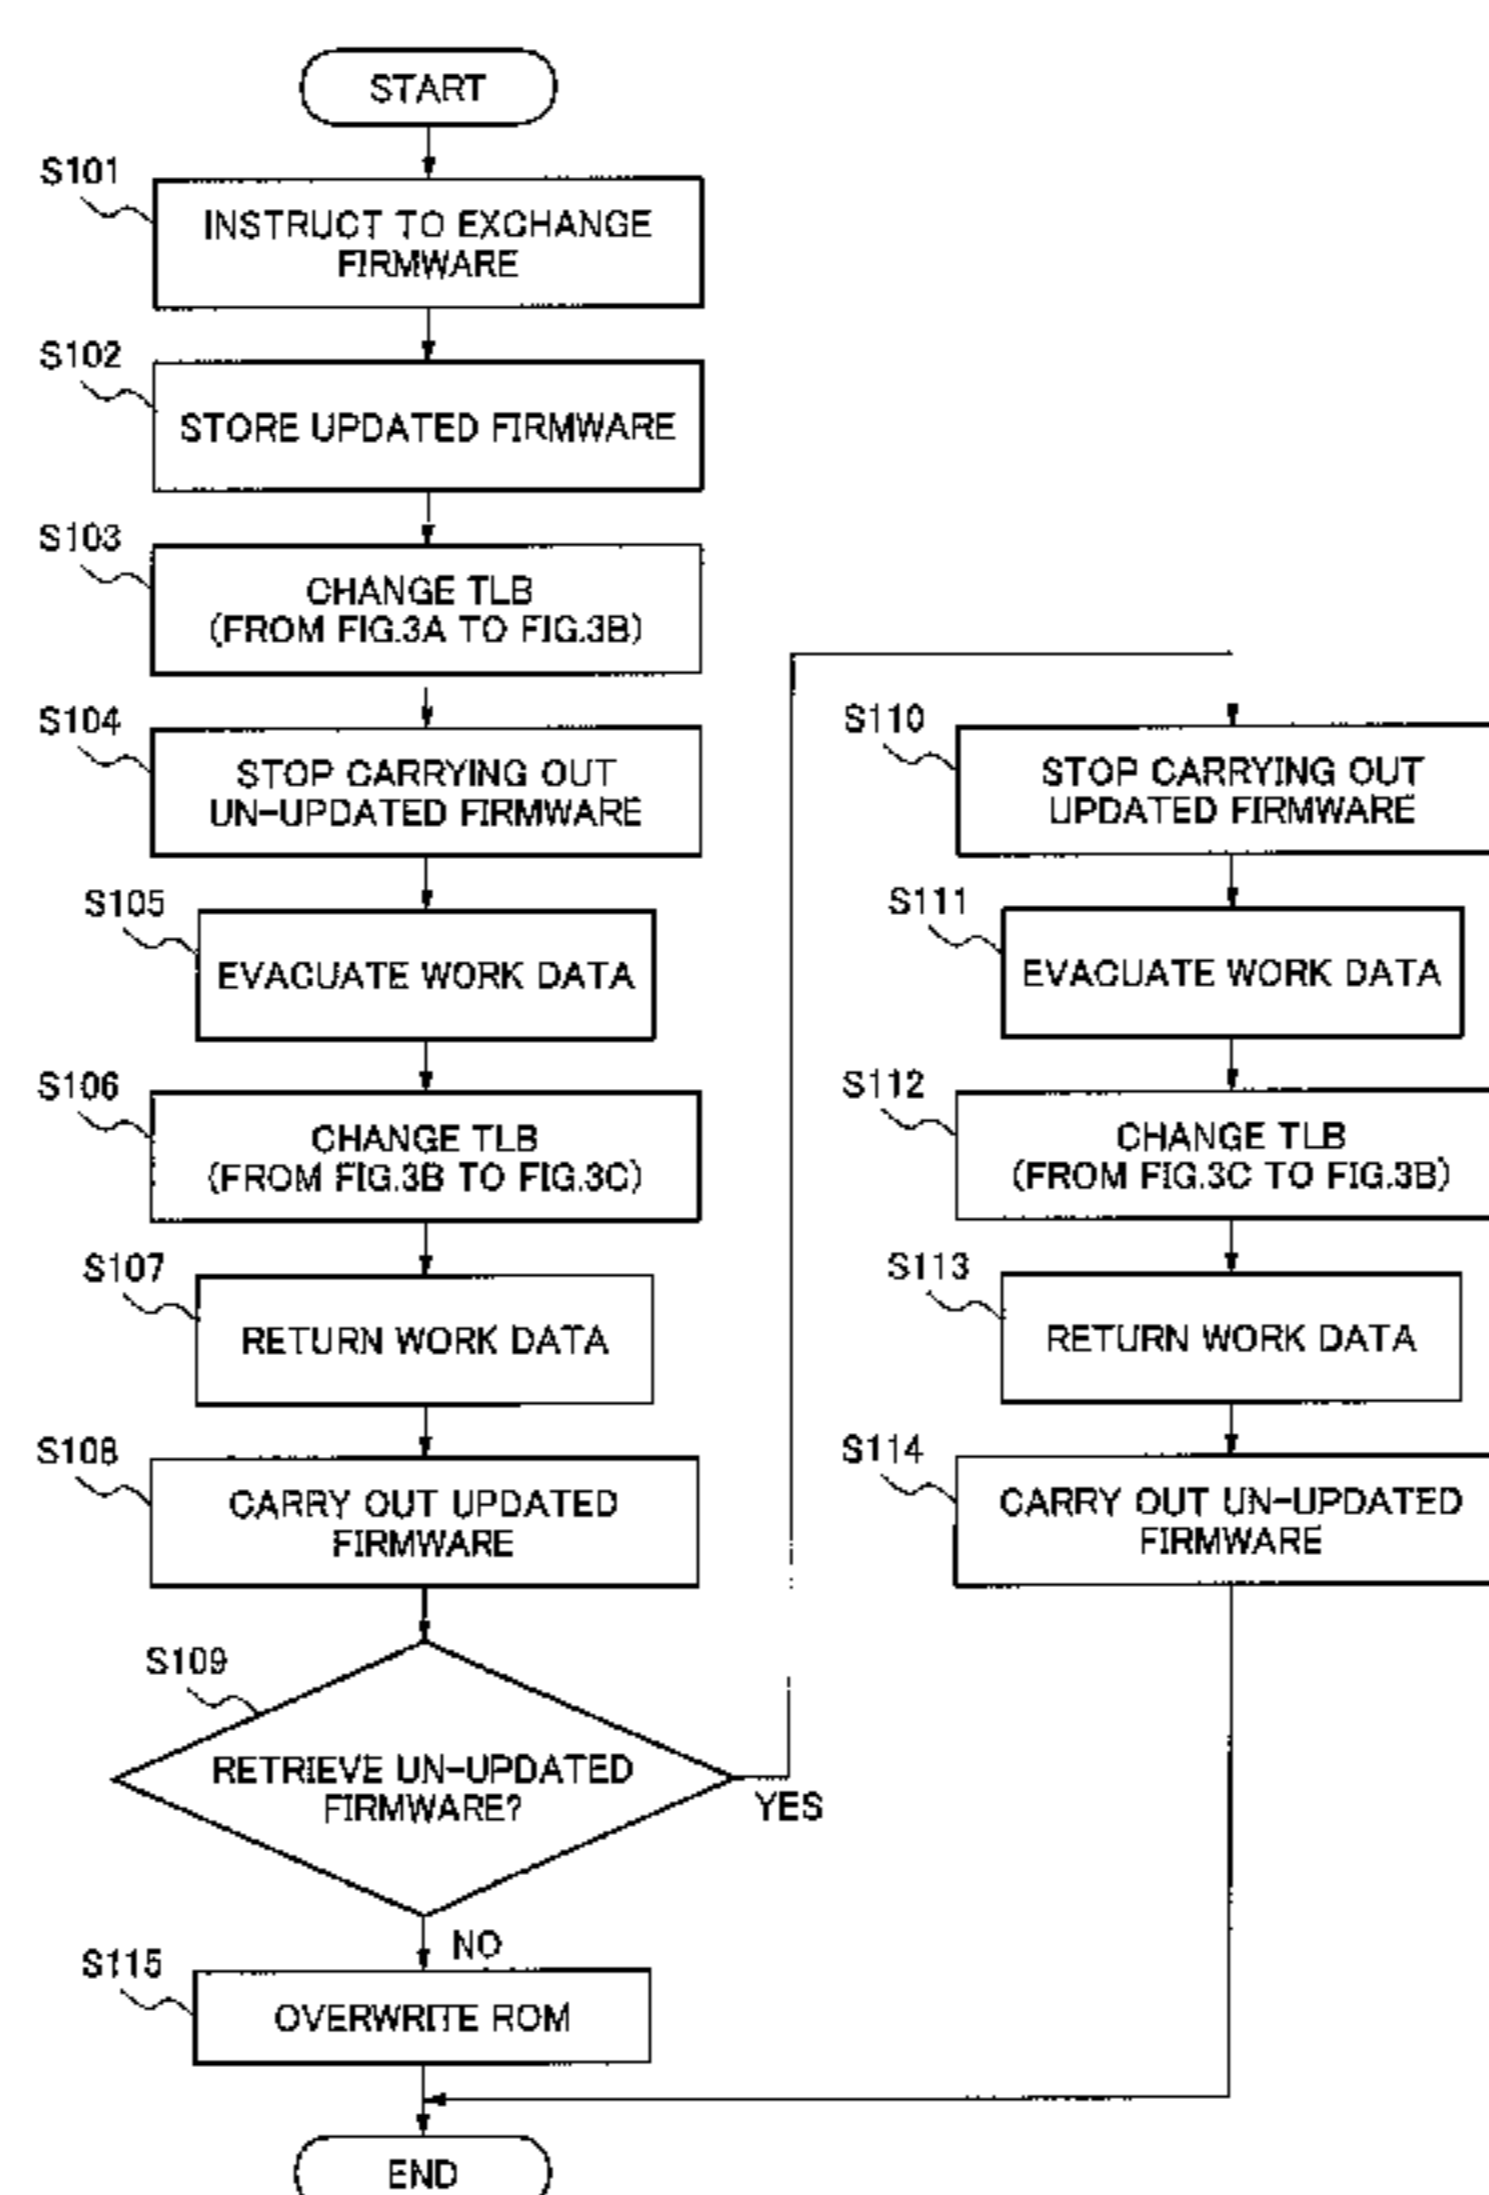 START
S101
INSTRUCT TO EXCHANGE
FIRMWARE
S102
STORE UPDATED FIRMWARE
S103
CHANGE TLB
(FROM FIG.3A TO FIG.3B)
S104
STOP CARRYING OUT
UN-UPDATED FIRMWARE
S105
EVACUATE WORK DATA
S106
CHANGE TLB
(FROM FIG.3B TO FIG.3C)
S107
RETURN WORK DATA
S108
CARRY OUT UPDATED
FIRMWARE
S109
RETRIEVE UN-UPDATED
FIRMWARE?
YES
NO
S110
STOP CARRYING OUT
UPDATED FIRMWARE
S111
EVACUATE WORK DATA
S112
CHANGE TLB
(FROM FIG.3C TO FIG.3B)
S113
RETURN WORK DATA
S114
CARRY OUT UN-UPDATED
FIRMWARE
S115
OVERWRITE ROM
END